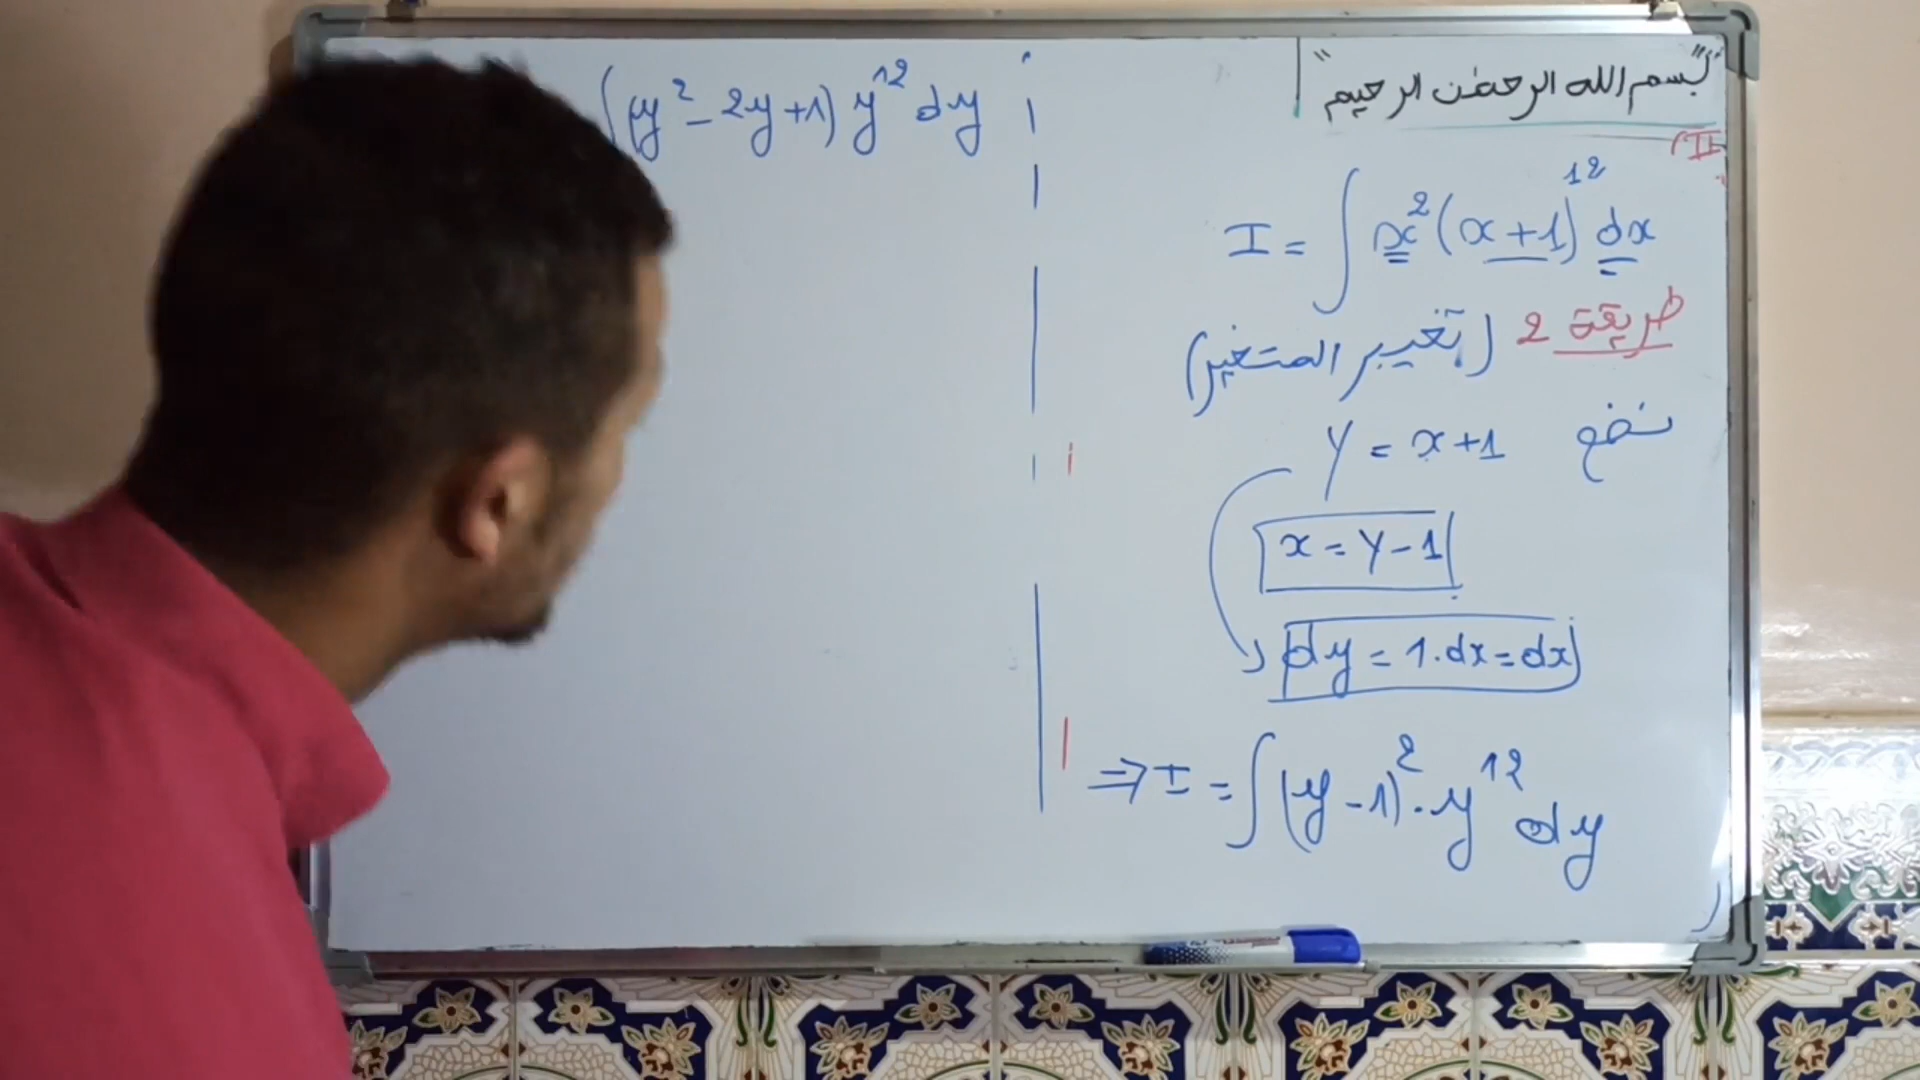 "بسم الله الرحمن الرحيم"
(II
I = ∫ x²(x+1)¹² dx
طريقة 2 (تغيير المتغير)
نضع y = x+1
x = y-1
dy = 1.dx = dx
⇒ I = ∫ (y-1)² . y¹² dy
∫ (y² - 2y + 1) y¹² dy